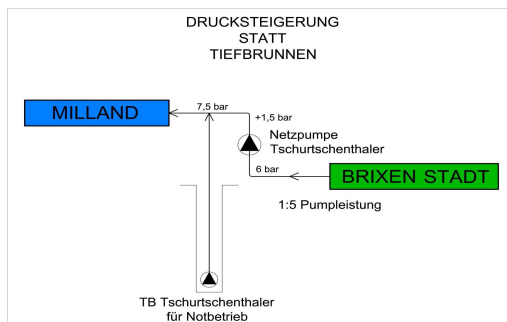 DRUCKSTEIGERUNG
STATT
TIEFBRUNNEN
MILLAND
7,5 bar
+1,5 bar
Netzpumpe
Tschurtschenthaler
6 bar
BRIXEN STADT
1:5 Pumpleistung
TB Tschurtschenthaler
für Notbetrieb